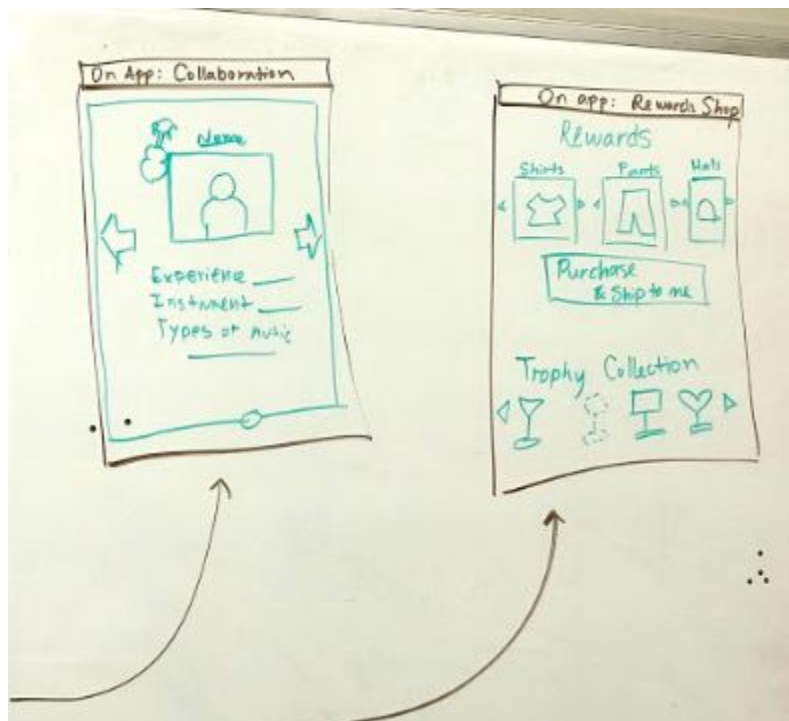 On App: Collaboration
Name
Experience
Instrument
Types of Music
On app: Rewards Shop
Rewards
Shirts Pants Hats
Purchase
& Ship to me
Trophy Collection